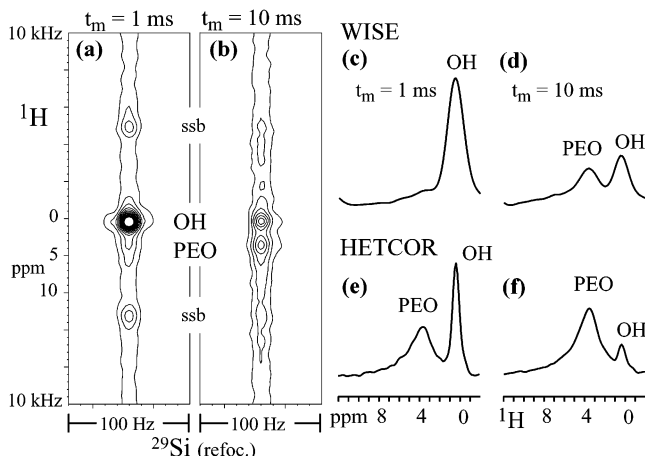 t_m = 1 ms
t_m = 10 ms
WISE
10 kHz
(a)
(b)
(c)
OH
(d)
t_m = 1 ms
t_m = 10 ms
¹H
ssb
PEO
OH
0
OH
PEO
5
HETCOR
OH
ppm
(e)
PEO
(f)
PEO
10
ssb
OH
10 kHz
ppm 8 4 0
¹H 8 4 0
100 Hz
100 Hz
²⁹Si (refoc.)